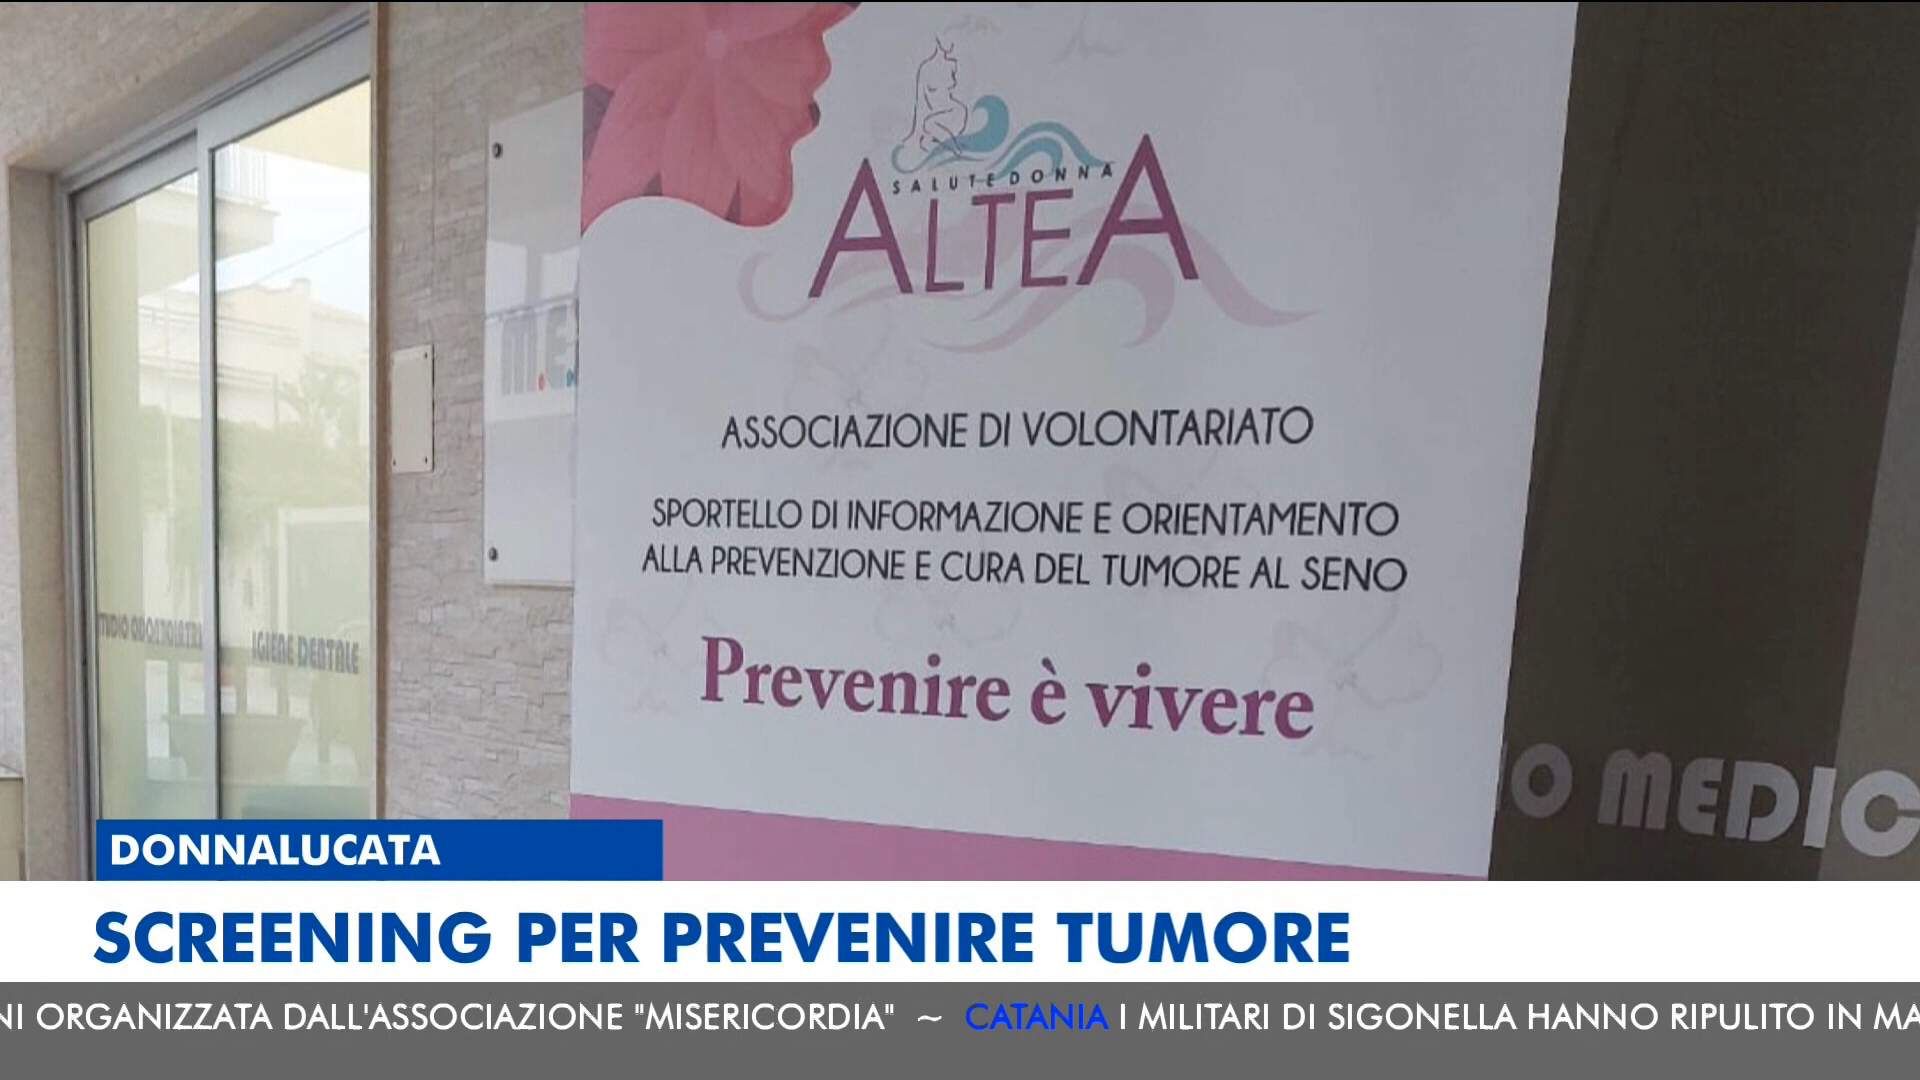 SALUTE DONNA
ALTEA
ASSOCIAZIONE DI VOLONTARIATO
SPORTELLO DI INFORMAZIONE E ORIENTAMENTO
ALLA PREVENZIONE E CURA DEL TUMORE AL SENO
Prevenire è vivere
M.E.
IGIENE DENTALE
IO MEDIC
DONNALUCATA
SCREENING PER PREVENIRE TUMORE
NI ORGANIZZATA DALL'ASSOCIAZIONE "MISERICORDIA" ~ CATANIA I MILITARI DI SIGONELLA HANNO RIPULITO IN MA